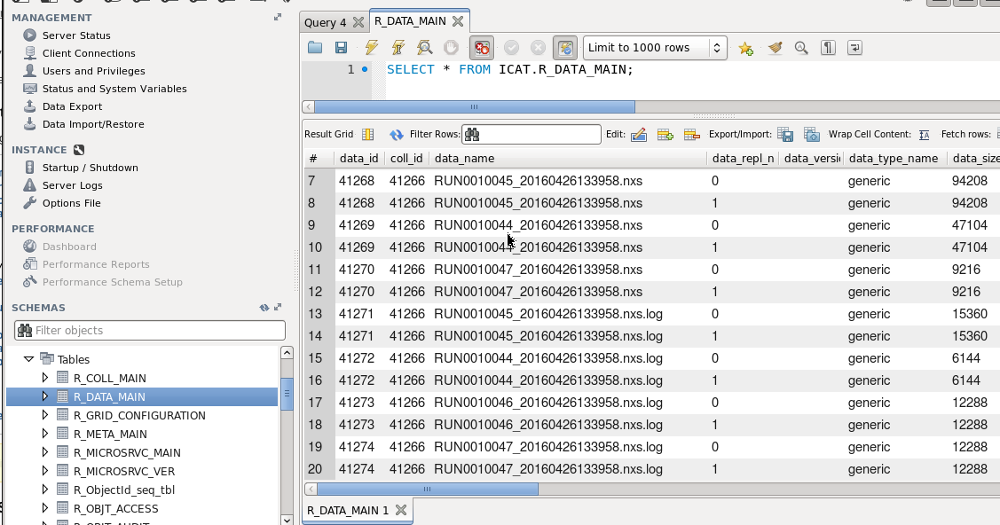 MANAGEMENT
Server Status
Client Connections
Users and Privileges
Status and System Variables
Data Export
Data Import/Restore
INSTANCE
Startup / Shutdown
Server Logs
Options File
PERFORMANCE
Dashboard
Performance Reports
Performance Schema Setup
SCHEMAS
Filter objects
Tables
R_COLL_MAIN
R_DATA_MAIN
R_GRID_CONFIGURATION
R_META_MAIN
R_MICROSRVC_MAIN
R_MICROSRVC_VER
R_ObjectId_seq_tbl
R_OBJT_ACCESS
Query 4 R_DATA_MAIN
Limit to 1000 rows
1 SELECT * FROM ICAT.R_DATA_MAIN;
Result Grid Filter Rows: Edit: Export/Import: Wrap Cell Content: Fetch rows:
# data_id coll_id data_name data_repl_n data_versi data_type_name data_size
7 41268 41266 RUN0010045_20160426133958.nxs 0 generic 94208
8 41268 41266 RUN0010045_20160426133958.nxs 1 generic 94208
9 41269 41266 RUN0010044_20160426133958.nxs 0 generic 47104
10 41269 41266 RUN0010044_20160426133958.nxs 1 generic 47104
11 41270 41266 RUN0010047_20160426133958.nxs 0 generic 9216
12 41270 41266 RUN0010047_20160426133958.nxs 1 generic 9216
13 41271 41266 RUN0010045_20160426133958.nxs.log 0 generic 15360
14 41271 41266 RUN0010045_20160426133958.nxs.log 1 generic 15360
15 41272 41266 RUN0010044_20160426133958.nxs.log 0 generic 6144
16 41272 41266 RUN0010044_20160426133958.nxs.log 1 generic 6144
17 41273 41266 RUN0010046_20160426133958.nxs.log 0 generic 12288
18 41273 41266 RUN0010046_20160426133958.nxs.log 1 generic 12288
19 41274 41266 RUN0010047_20160426133958.nxs.log 0 generic 12288
20 41274 41266 RUN0010047_20160426133958.nxs.log 1 generic 12288
R_DATA_MAIN 1